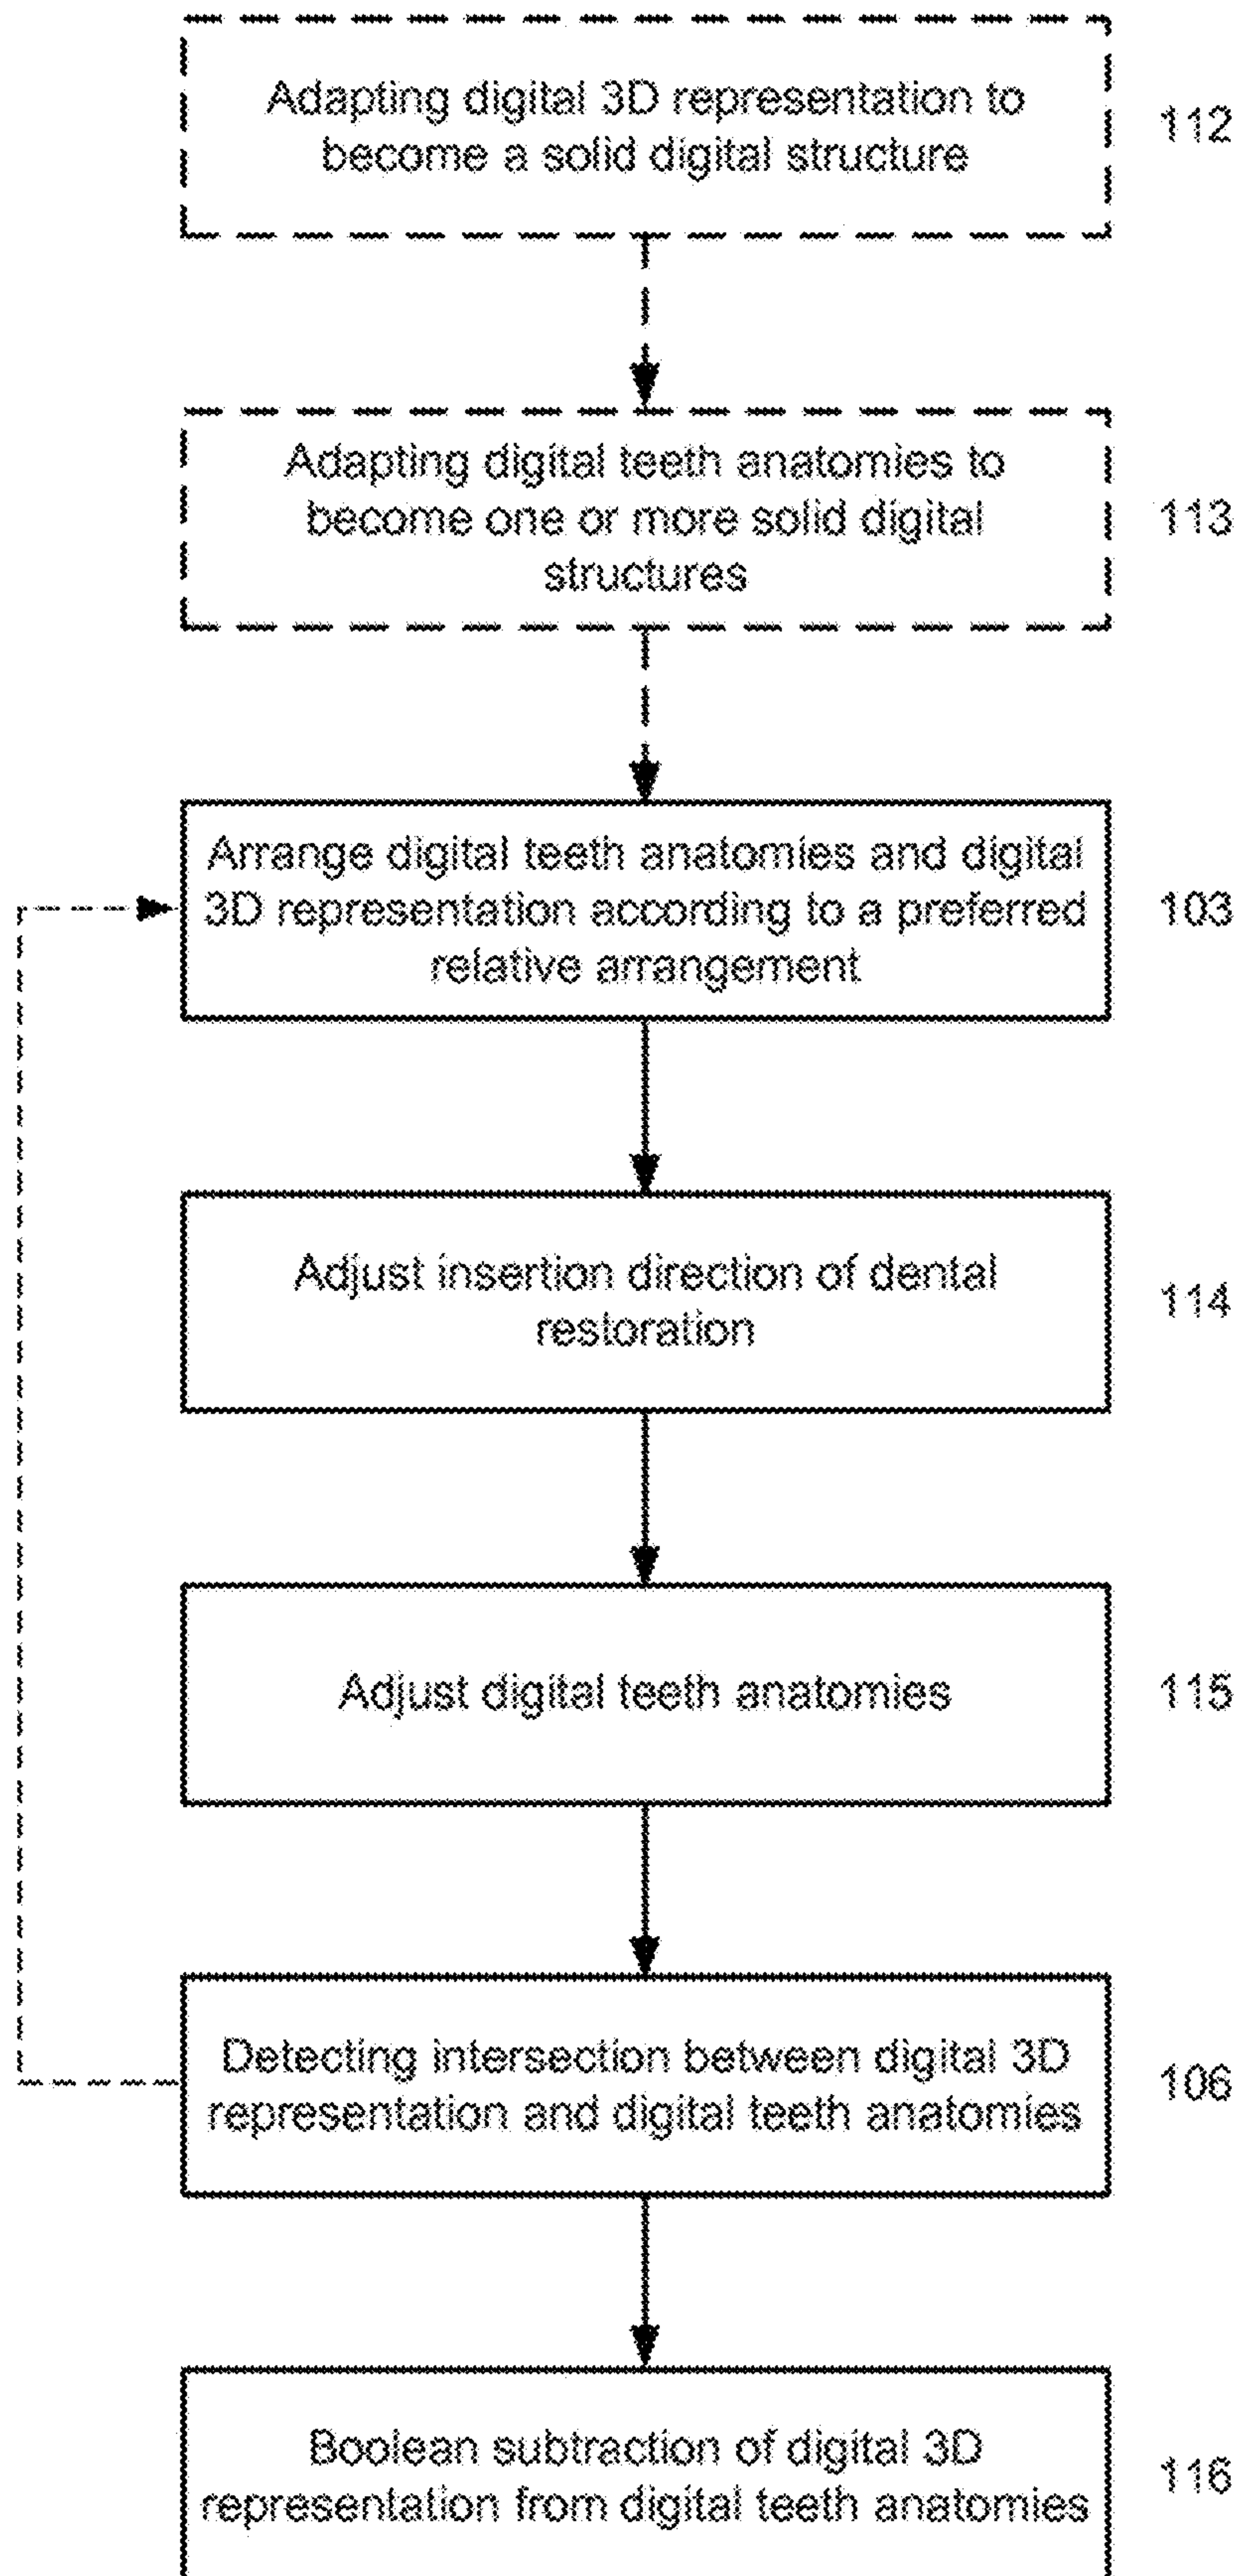 Adapting digital 3D representation to
become a solid digital structure
112
Adapting digital teeth anatomies to
become one or more solid digital
structures
113
Arrange digital teeth anatomies and digital
3D representation according to a preferred
relative arrangement
103
Adjust insertion direction of dental
restoration
114
Adjust digital teeth anatomies
115
Detecting intersection between digital 3D
representation and digital teeth anatomies
106
Boolean subtraction of digital 3D
representation from digital teeth anatomies
116